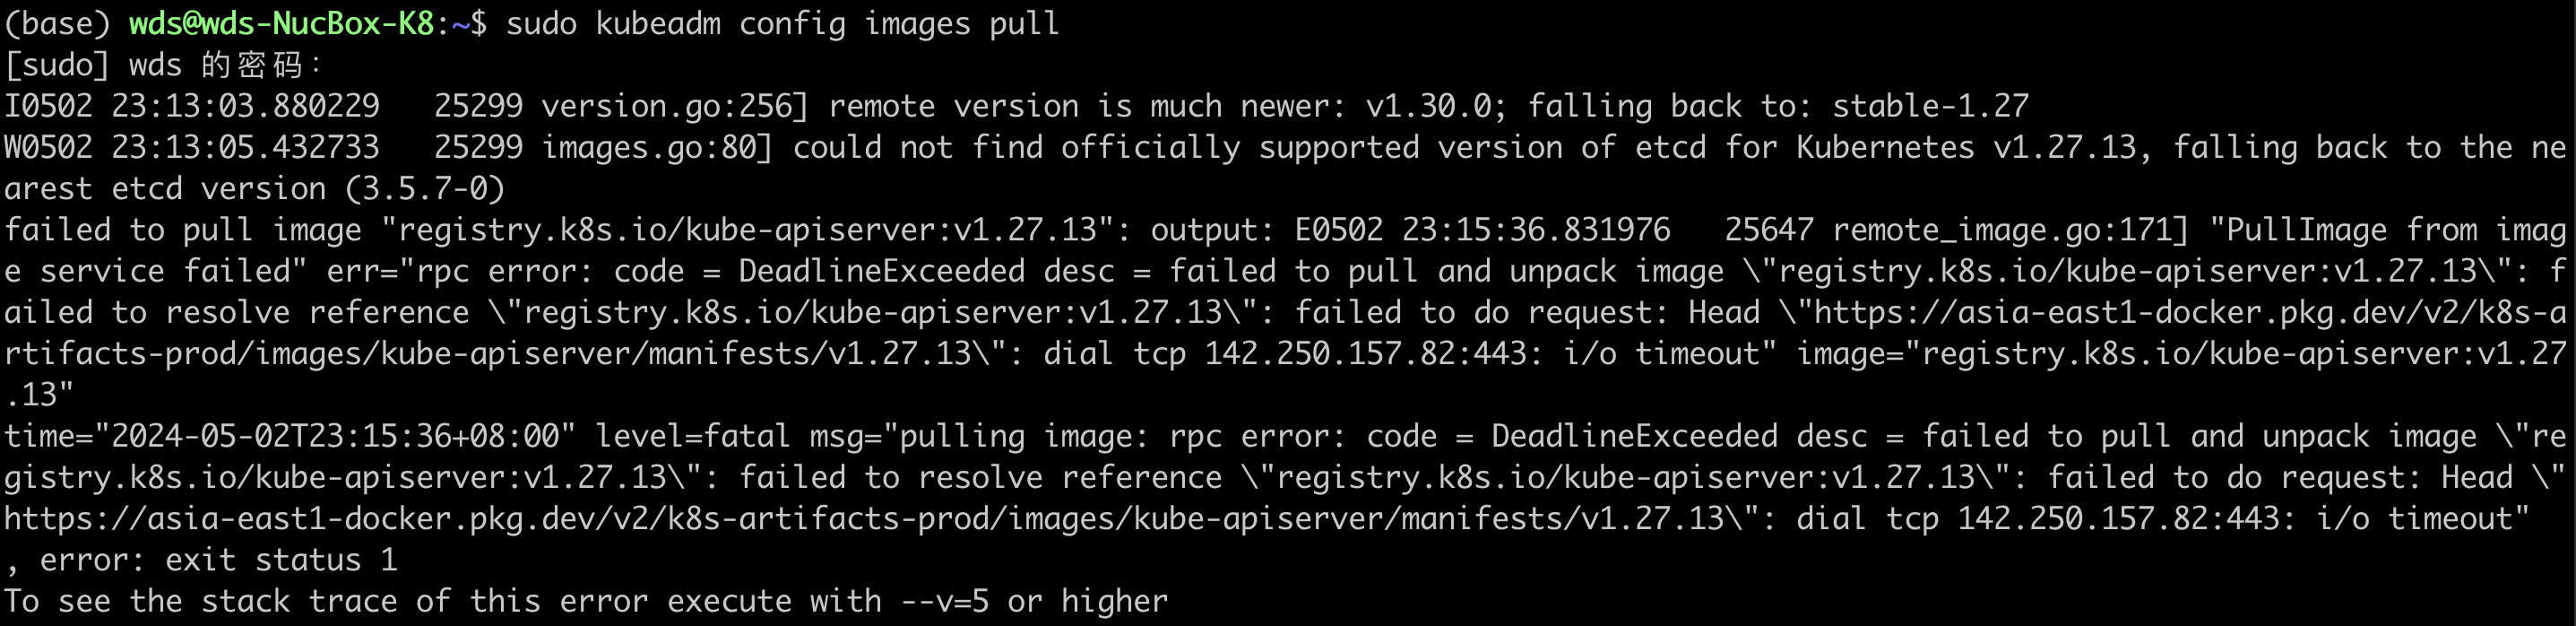 (base) wds@wds-NucBox-K8:~$ sudo kubeadm config images pull
[sudo] wds 的密码：
I0502 23:13:03.880229   25299 version.go:256] remote version is much newer: v1.30.0; falling back to: stable-1.27
W0502 23:13:05.432733   25299 images.go:80] could not find officially supported version of etcd for Kubernetes v1.27.13, falling back to the ne
arest etcd version (3.5.7-0)
failed to pull image "registry.k8s.io/kube-apiserver:v1.27.13": output: E0502 23:15:36.831976   25647 remote_image.go:171] "PullImage from imag
e service failed" err="rpc error: code = DeadlineExceeded desc = failed to pull and unpack image \"registry.k8s.io/kube-apiserver:v1.27.13\": f
ailed to resolve reference \"registry.k8s.io/kube-apiserver:v1.27.13\": failed to do request: Head \"https://asia-east1-docker.pkg.dev/v2/k8s-a
rtifacts-prod/images/kube-apiserver/manifests/v1.27.13\": dial tcp 142.250.157.82:443: i/o timeout" image="registry.k8s.io/kube-apiserver:v1.27
.13"
time="2024-05-02T23:15:36+08:00" level=fatal msg="pulling image: rpc error: code = DeadlineExceeded desc = failed to pull and unpack image \"re
gistry.k8s.io/kube-apiserver:v1.27.13\": failed to resolve reference \"registry.k8s.io/kube-apiserver:v1.27.13\": failed to do request: Head \"
https://asia-east1-docker.pkg.dev/v2/k8s-artifacts-prod/images/kube-apiserver/manifests/v1.27.13\": dial tcp 142.250.157.82:443: i/o timeout"
, error: exit status 1
To see the stack trace of this error execute with --v=5 or higher